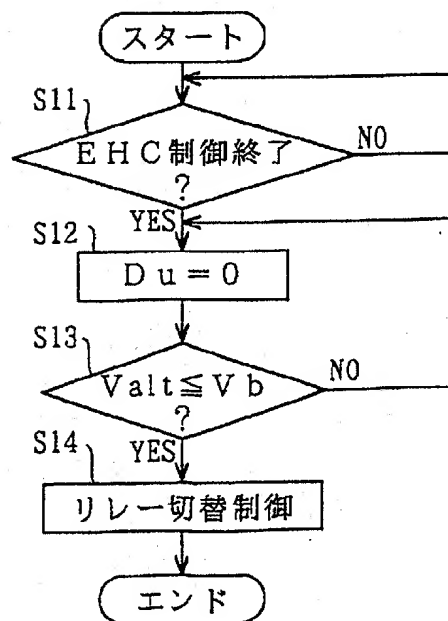 スタート
S11
EHC制御終了
?
NO
YES
S12
Du=0
S13
Valt≦Vb
?
NO
YES
S14
リレー切替制御
エンド